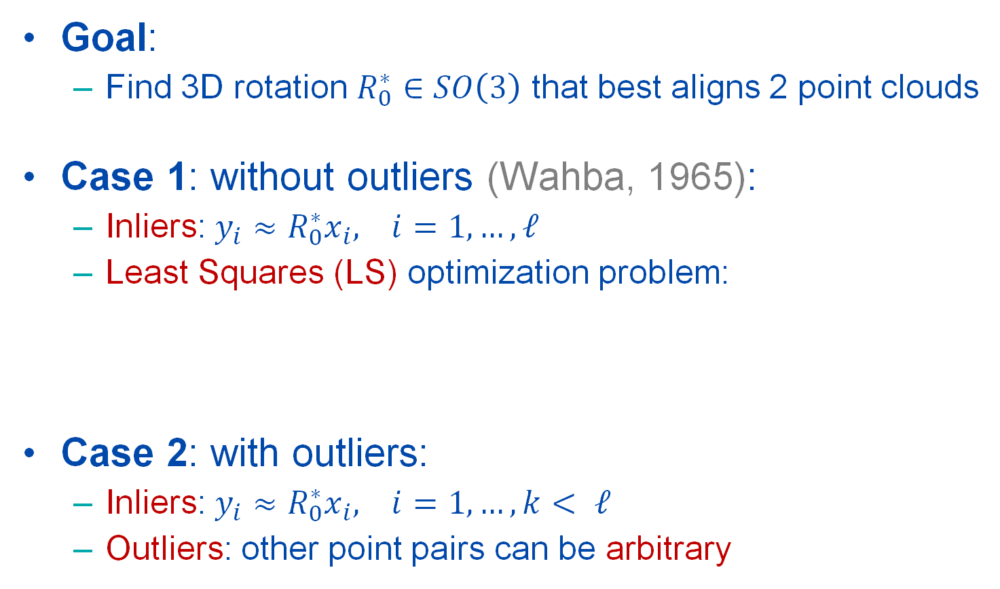 • Goal:
– Find 3D rotation $R_0^* \in SO(3)$ that best aligns 2 point clouds
• Case 1: without outliers (Wahba, 1965):
– Inliers: $y_i \approx R_0^* x_i, \quad i = 1, \ldots, \ell$
– Least Squares (LS) optimization problem:
• Case 2: with outliers:
– Inliers: $y_i \approx R_0^* x_i, \quad i = 1, \ldots, k < \ell$
– Outliers: other point pairs can be arbitrary